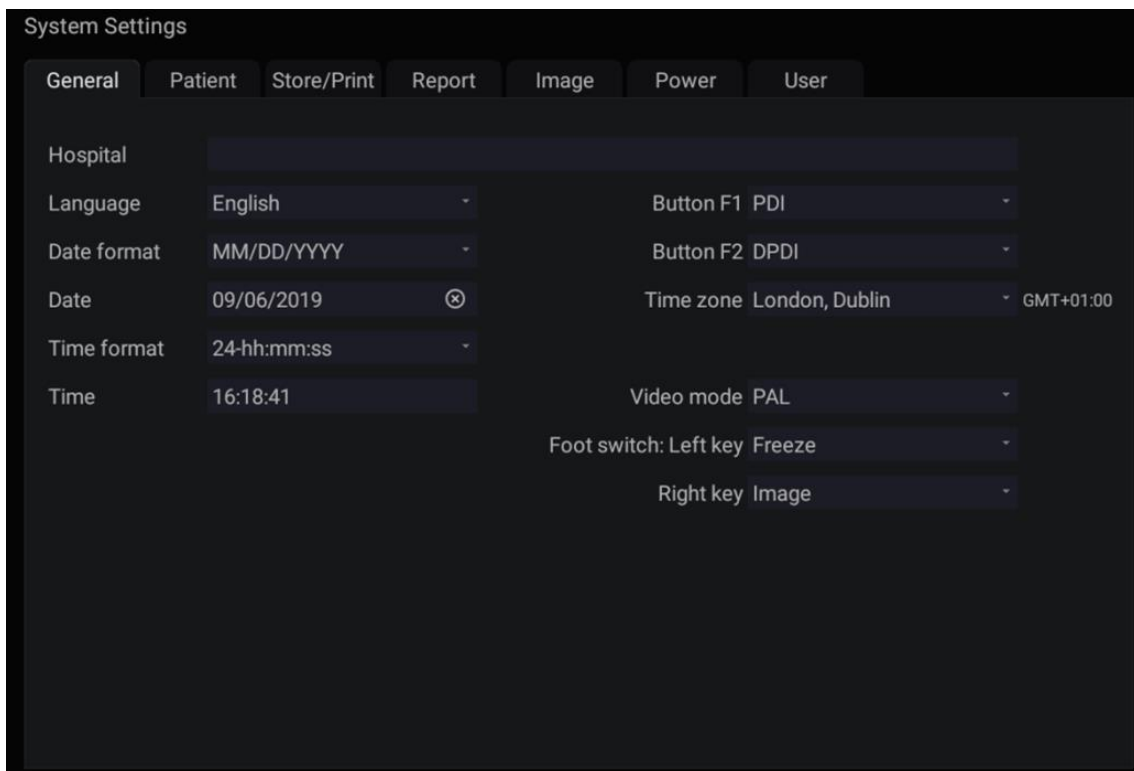 System Settings
General Patient Store/Print Report Image Power User
Hospital
Language English Button F1 PDI
Date format MM/DD/YYYY Button F2 DPDI
Date 09/06/2019 Time zone London, Dublin GMT+01:00
Time format 24-hh:mm:ss
Time 16:18:41 Video mode PAL
Foot switch: Left key Freeze
Right key Image